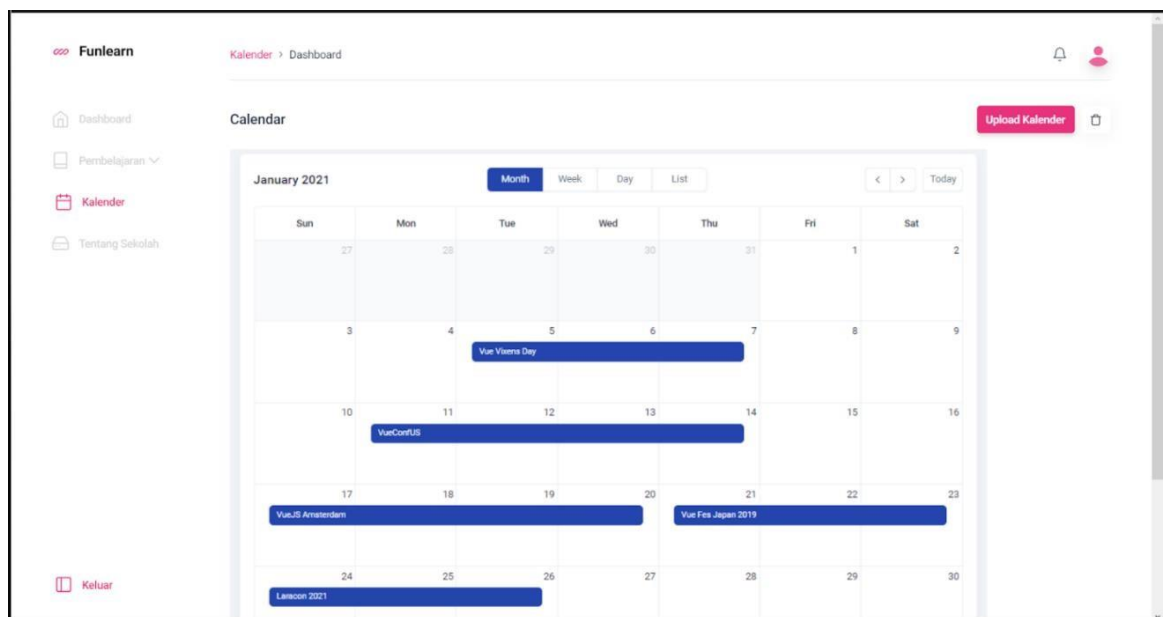 Funlearn
Kalender > Dashboard
Dashboard
Pembelajaran
Kalender
Tentang Sekolah
Keluar
Calendar
Upload Kalender
January 2021
Month Week Day List
< > Today
Sun Mon Tue Wed Thu Fri Sat
27 28 29 30 31 1 2
3 4 5 6 7 8 9
Vue Vixens Day
10 11 12 13 14 15 16
VueConfUS
17 18 19 20 21 22 23
VueJS Amsterdam Vue Fes Japan 2019
24 25 26 27 28 29 30
Laracon 2021